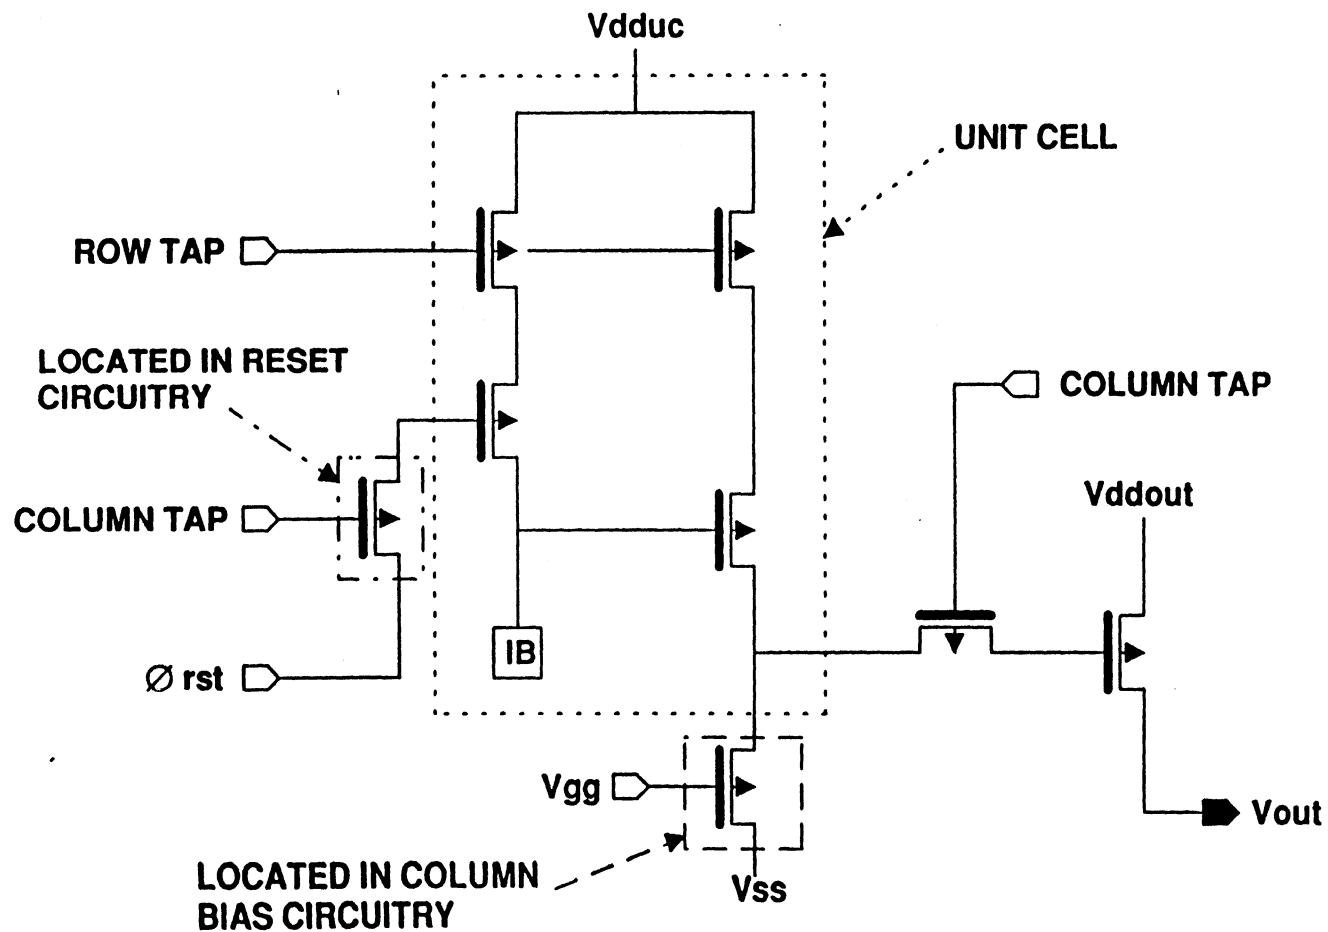 Vdduc
UNIT CELL
ROW TAP
LOCATED IN RESET
CIRCUITRY
COLUMN TAP
Vddout
COLUMN TAP
IB
Ø rst
Vgg
Vout
LOCATED IN COLUMN
BIAS CIRCUITRY
Vss